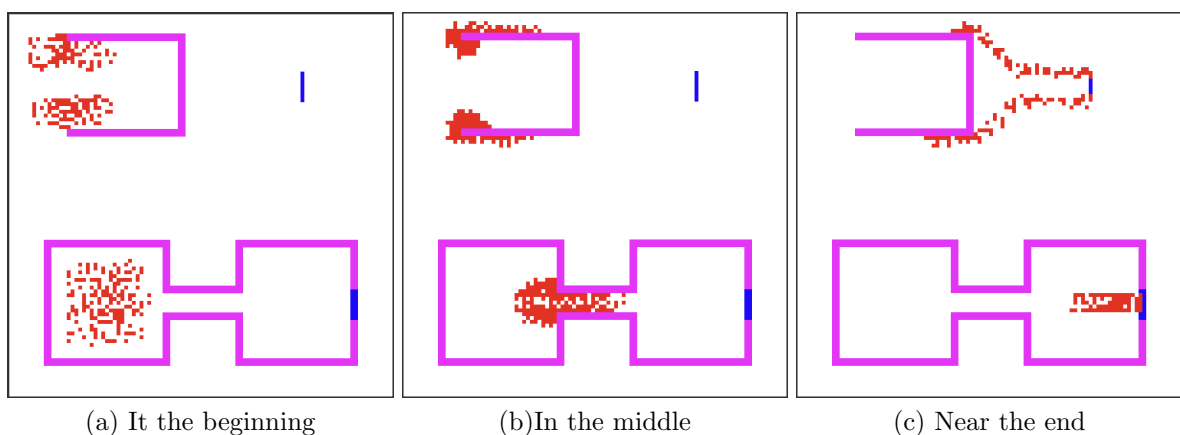 (a) It the beginning
(b)In the middle
(c) Near the end